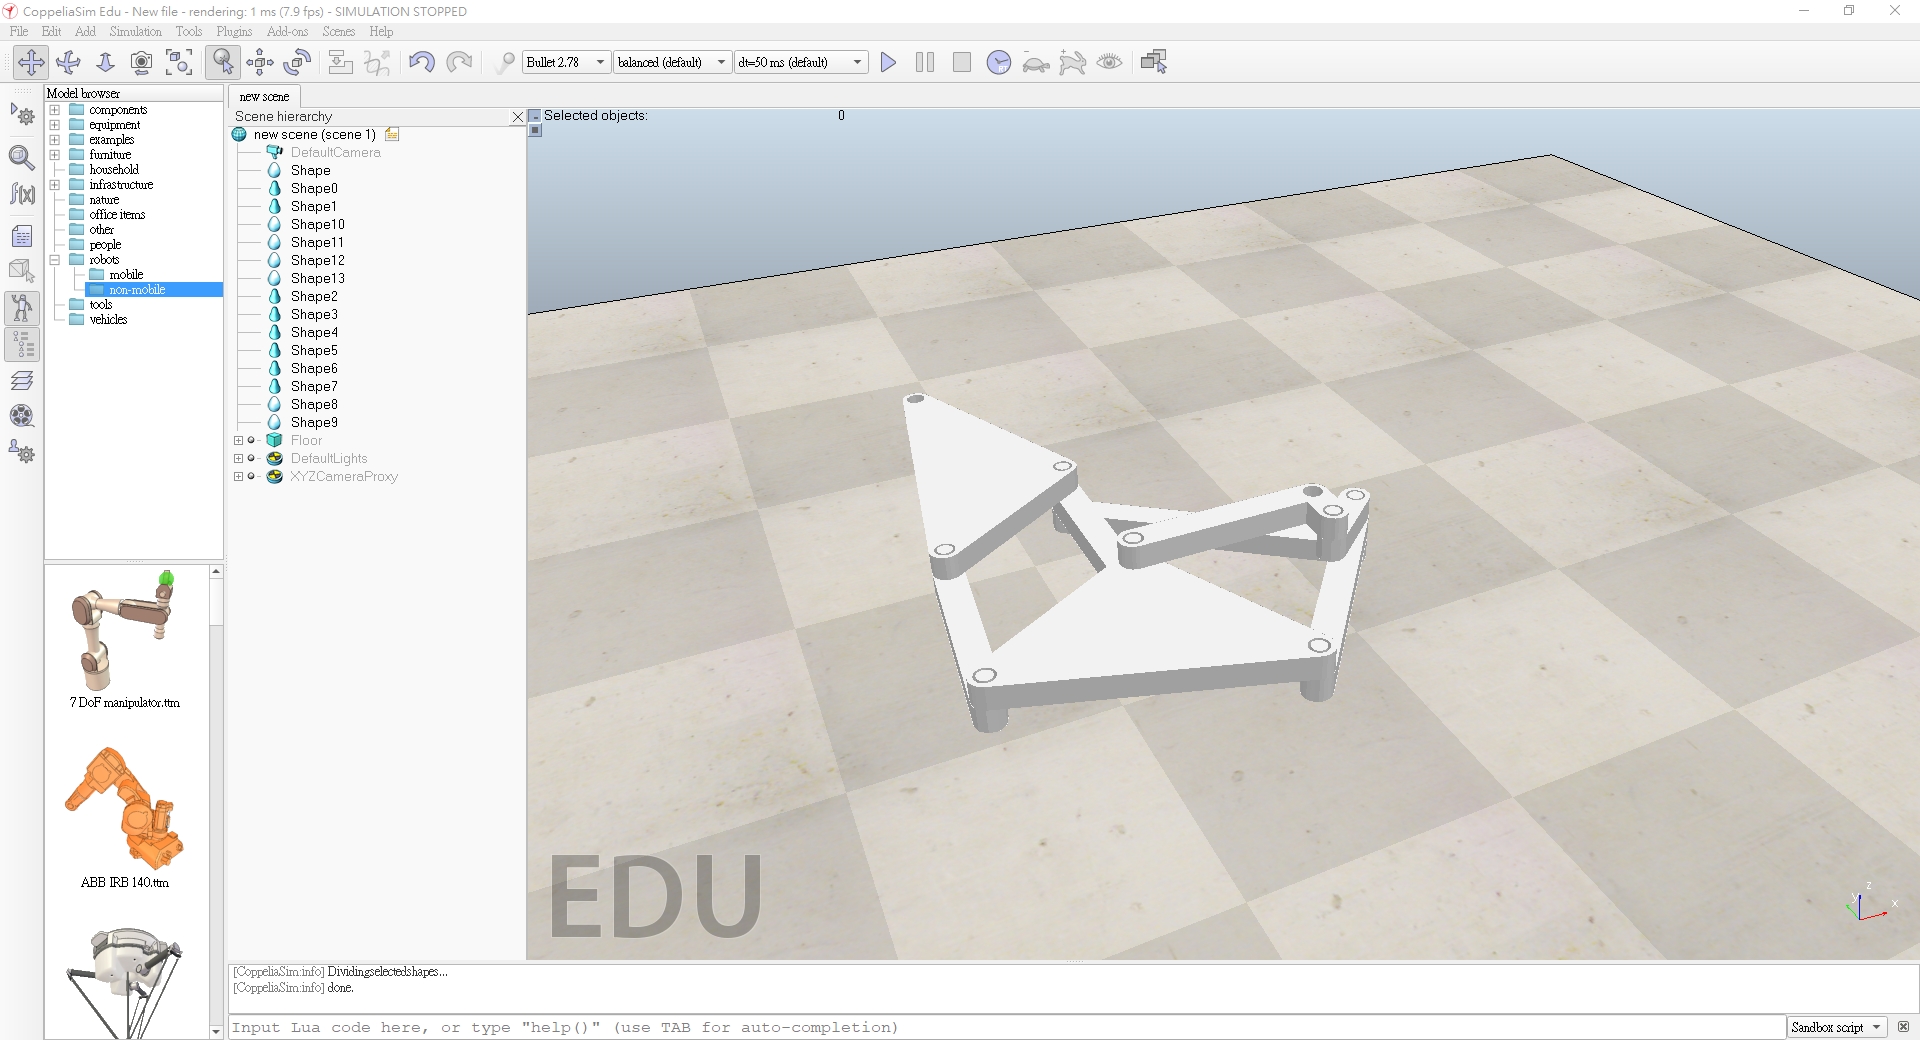 CoppeliaSim Edu - New file - rendering: 1 ms (7.9 fps) - SIMULATION STOPPED
File Edit Add Simulation Tools Plugins Add-ons Scenes Help
Bullet 2.78 balanced (default) dt=50 ms (default)
Model browser
components
equipment
examples
furniture
household
infrastructure
nature
office items
other
people
robots
mobile
non-mobile
tools
vehicles
7 DoF manipulator.ttm
ABB IRB 140.ttm
new scene
Scene hierarchy
new scene (scene 1)
DefaultCamera
Shape
Shape0
Shape1
Shape10
Shape11
Shape12
Shape13
Shape2
Shape3
Shape4
Shape5
Shape6
Shape7
Shape8
Shape9
Floor
DefaultLights
XYZCameraProxy
Selected objects: 0
EDU
z
y
x
[CoppeliaSim:info] Dividingselectedshapes...
[CoppeliaSim:info] done.
Input Lua code here, or type "help()" (use TAB for auto-completion)
Sandbox script
f(x)
RT